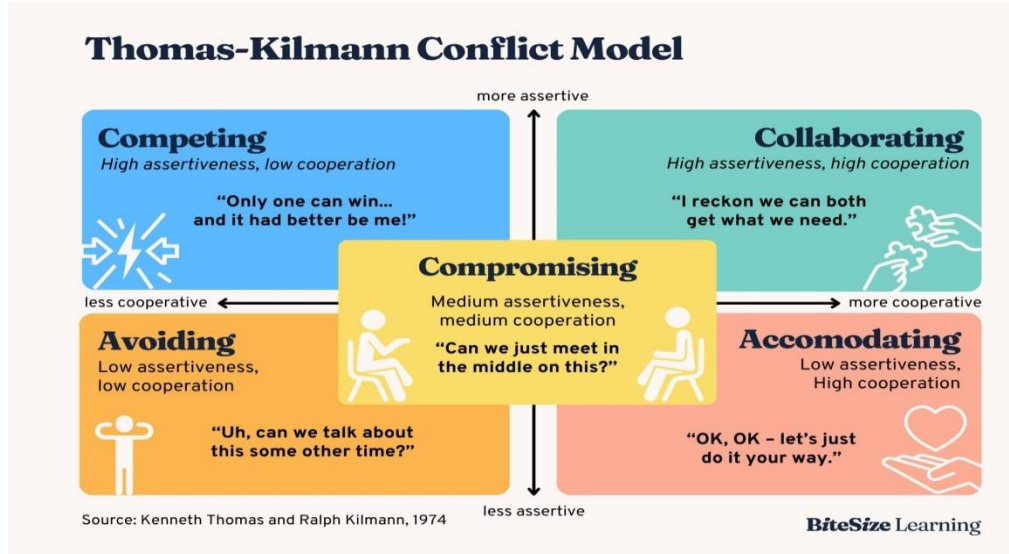 Thomas-Kilmann Conflict Model
more assertive
Competing
High assertiveness, low cooperation
“Only one can win...
and it had better be me!”
Collaborating
High assertiveness, high cooperation
“I reckon we can both
get what we need.”
less cooperative
more cooperative
Compromising
Medium assertiveness,
medium cooperation
“Can we just meet in
the middle on this?”
Avoiding
Low assertiveness,
low cooperation
“Uh, can we talk about
this some other time?”
Accomodating
Low assertiveness,
High cooperation
“OK, OK – let’s just
do it your way.”
less assertive
Source: Kenneth Thomas and Ralph Kilmann, 1974
BiteSize Learning